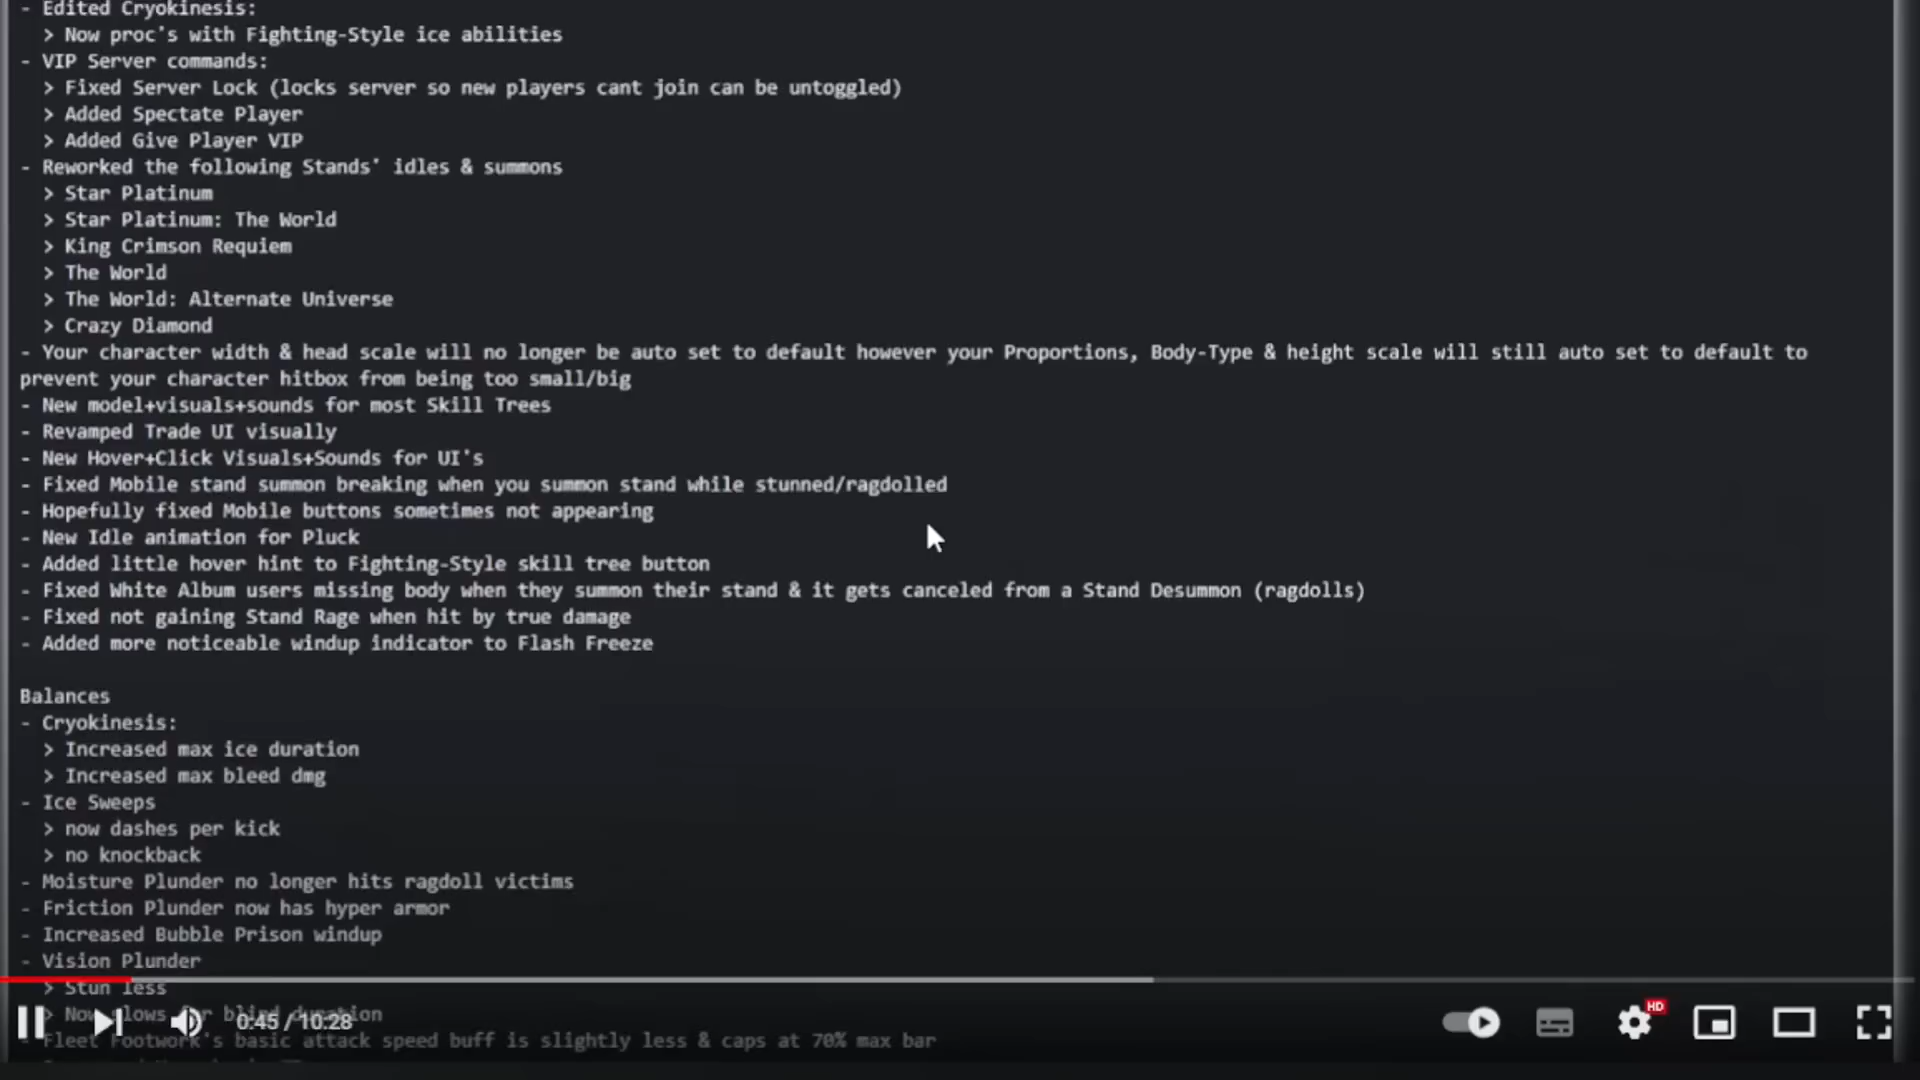 - Edited Cryokinesis:
> Now proc's with Fighting-Style ice abilities
- VIP Server commands:
> Fixed Server Lock (locks server so new players cant join can be untoggled)
> Added Spectate Player
> Added Give Player VIP
- Reworked the following Stands' idles & summons
> Star Platinum
> Star Platinum: The World
> King Crimson Requiem
> The World
> The World: Alternate Universe
> Crazy Diamond
- Your character width & head scale will no longer be auto set to default however your Proportions, Body-Type & height scale will still auto set to default to
prevent your character hitbox from being too small/big
- New model+visuals+sounds for most Skill Trees
- Revamped Trade UI visually
- New Hover+Click Visuals+Sounds for UI's
- Fixed Mobile stand summon breaking when you summon stand while stunned/ragdolled
- Hopefully fixed Mobile buttons sometimes not appearing
- New Idle animation for Pluck
- Added little hover hint to Fighting-Style skill tree button
- Fixed White Album users missing body when they summon their stand & it gets canceled from a Stand Desummon (ragdolls)
- Fixed not gaining Stand Rage when hit by true damage
- Added more noticeable windup indicator to Flash Freeze
Balances
- Cryokinesis:
> Increased max ice duration
> Increased max bleed dmg
- Ice Sweeps
> now dashes per kick
> no knockback
- Moisture Plunder no longer hits ragdoll victims
- Friction Plunder now has hyper armor
- Increased Bubble Prison windup
- Vision Plunder
> Stun less
> Now slows for blind duration
0:45 / 10:28
HD
- Fleet Footwork's basic attack speed buff is slightly less & caps at 70% max bar